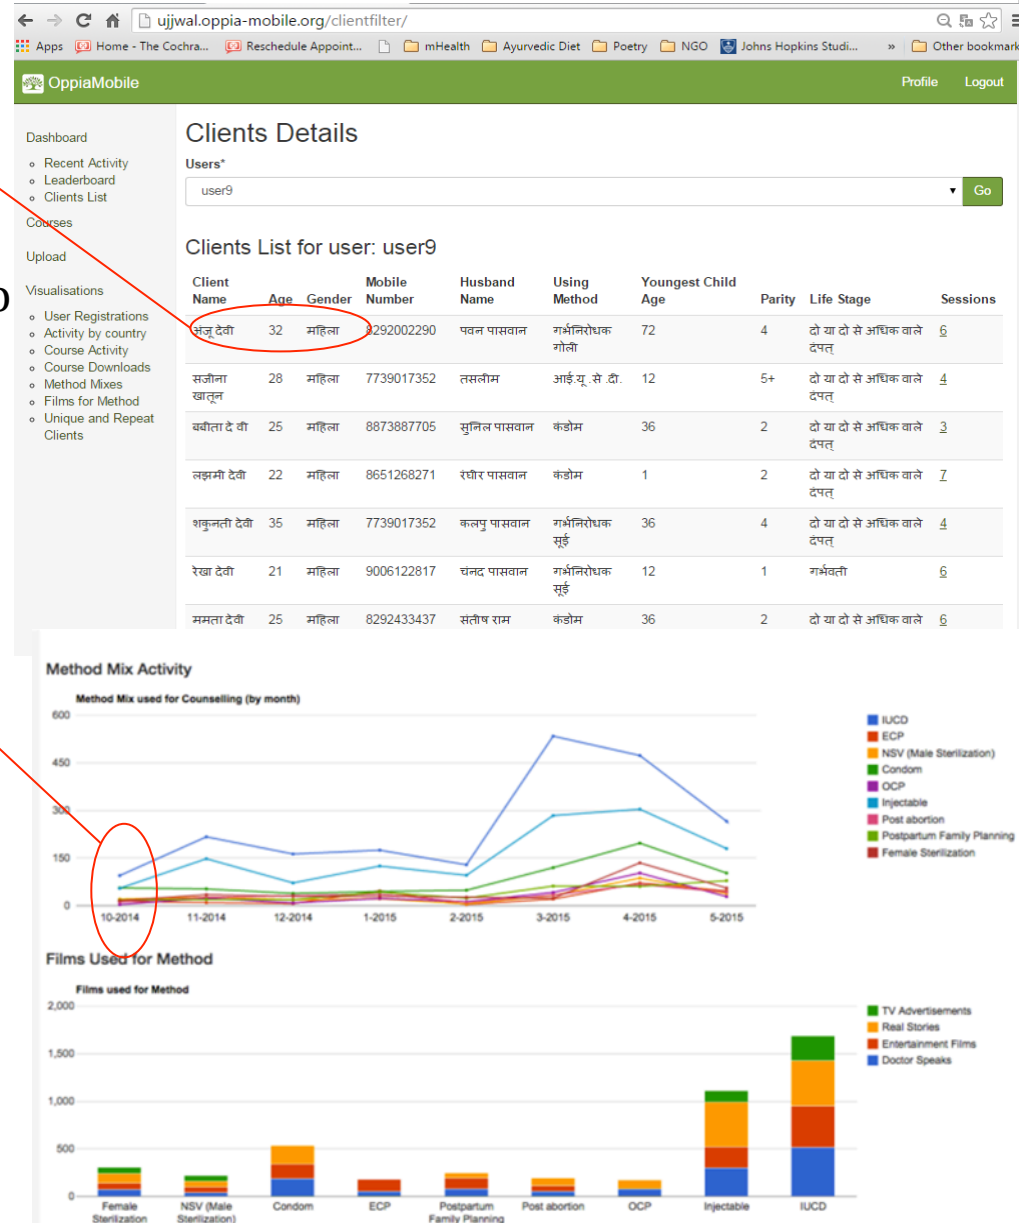 ujjwal.oppia-mobile.org/clientfilter/
Apps Home - The Cochra... Reschedule Appoint... mHealth Ayurvedic Diet Poetry NGO Johns Hopkins Studi... » Other bookmark
OppiaMobile Profile Logout
Dashboard
Recent Activity
Leaderboard
Clients List
Courses
Upload
Visualisations
User Registrations
Activity by country
Course Activity
Course Downloads
Method Mixes
Films for Method
Unique and Repeat
Clients
Clients Details
Users*
user9 Go
Clients List for user: user9
Client Name Age Gender Mobile Number Husband Name Using Method Youngest Child Age Parity Life Stage Sessions
अंजू देवी 32 महिला 8292002290 पवन पासवान गर्भनिरोधक 72 4 दो या दो से अधिक वाले 6
गोली दंपत्
सजीना 28 महिला 7739017352 तसलीम आई.यू .से .दी. 12 5+ दो या दो से अधिक वाले 4
खातून दंपत्
बबीता दे वी 25 महिला 8873887705 सुनिल पासवान कंडोम 36 2 दो या दो से अधिक वाले 3
दंपत्
लझमी देवी 22 महिला 8651268271 रंघीर पासवान कंडोम 1 2 दो या दो से अधिक वाले 7
दंपत्
शकुनती देवी 35 महिला 7739017352 कलपु पासवान गर्भनिरोधक 36 4 दो या दो से अधिक वाले 4
सूई दंपत्
रेखा देवी 21 महिला 9006122817 चंनद पासवान गर्भनिरोधक 12 1 गर्भवती 6
सूई
ममता देवी 25 महिला 8292433437 संतीष राम कंडोम 36 2 दो या दो से अधिक वाले 6
Method Mix Activity
Method Mix used for Counselling (by month)
600
450
300
150
0
10-2014 11-2014 12-2014 1-2015 2-2015 3-2015 4-2015 5-2015
IUCD
ECP
NSV (Male Sterilization)
Condom
OCP
Injectable
Post abortion
Postpartum Family Planning
Female Sterilization
Films Used for Method
Films used for Method
2,000
1,500
1,000
500
0
Female Sterilization NSV (Male Sterilization) Condom ECP Postpartum Family Planning Post abortion OCP Injectable IUCD
TV Advertisements
Real Stories
Entertainment Films
Doctor Speaks